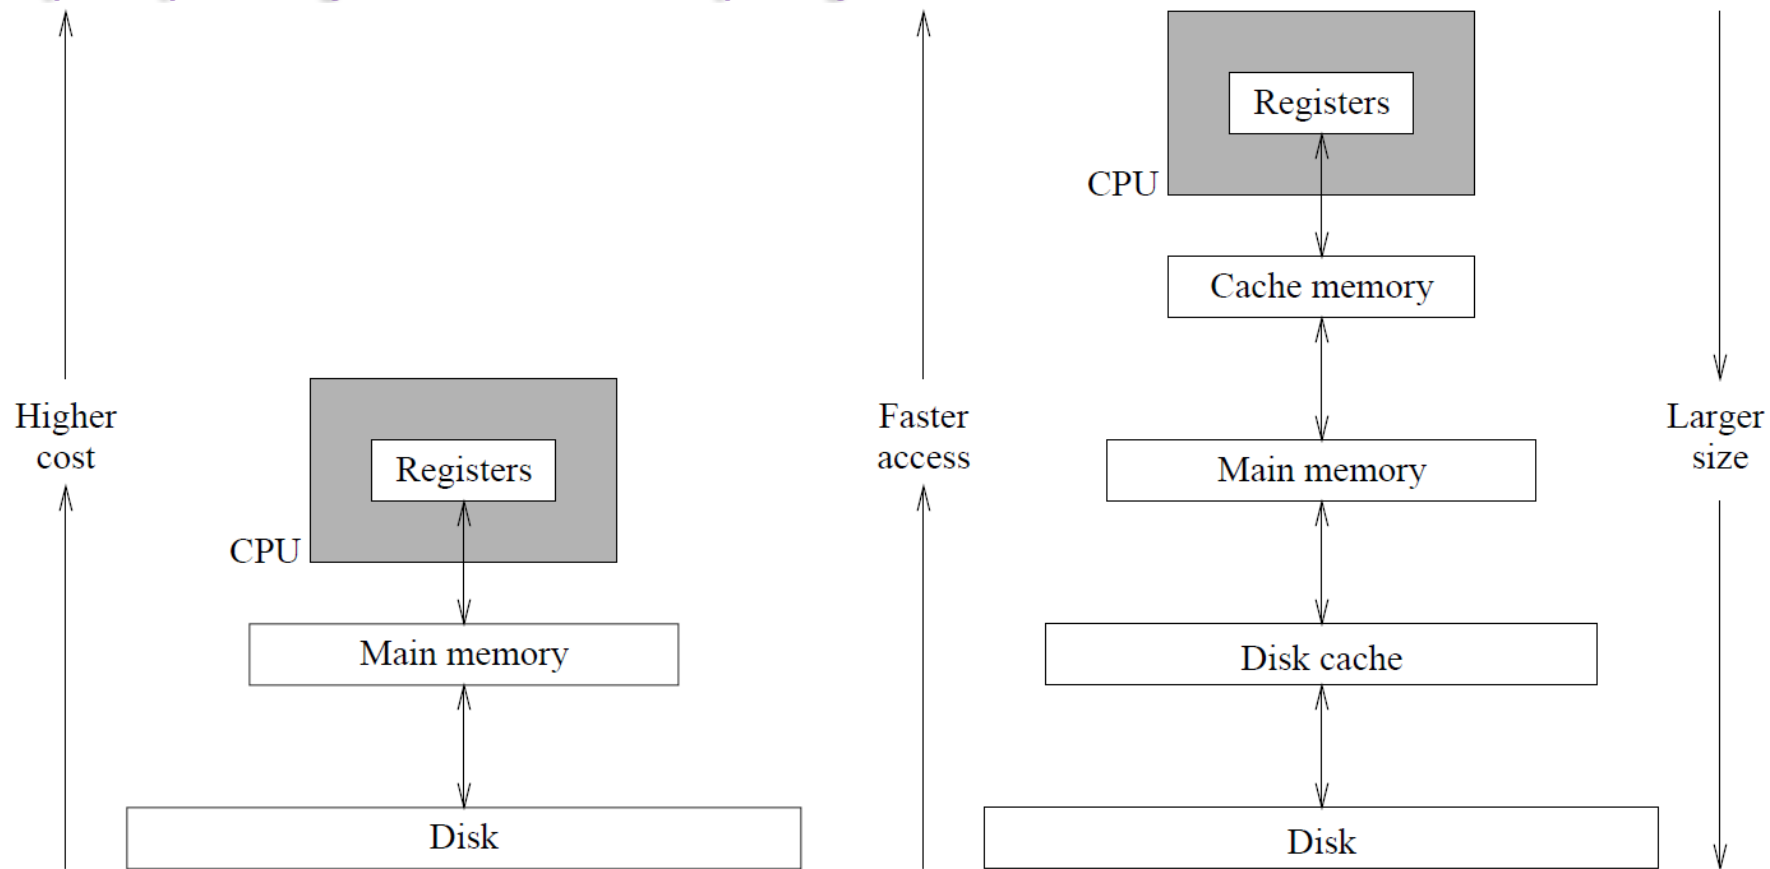 Higher
cost
Registers
CPU
Main memory
Disk
Faster
access
Registers
CPU
Cache memory
Main memory
Disk cache
Disk
Larger
size